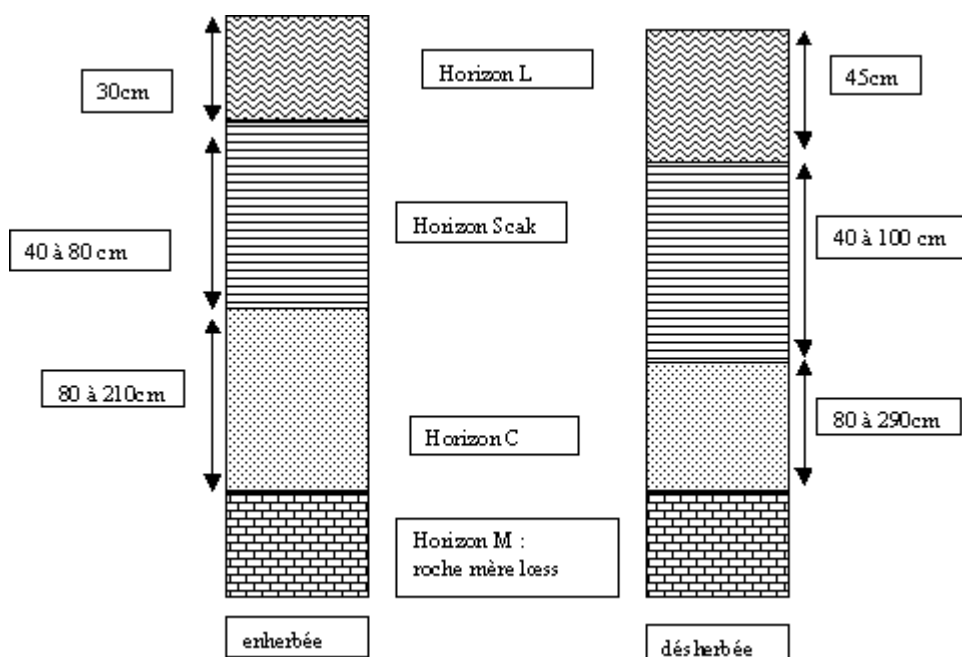 Horizon L
30cm
45cm
Horizon Scak
40 à 80 cm
40 à 100 cm
80 à 210cm
80 à 290cm
Horizon C
Horizon M :
roche mère lœss
enherbée
désherbée